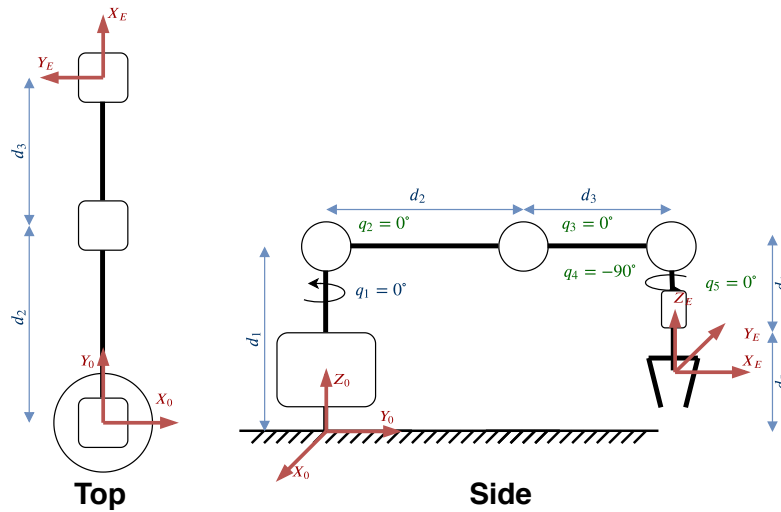 X_E
Y_E
d_3
d_2
Y_0
X_0
Top
d_2
d_3
q_2 = 0°
q_3 = 0°
q_4 = −90°
q_5 = 0°
q_1 = 0°
d_1
Z_E
Y_E
X_E
Z_0
Y_0
X_0
d
Side